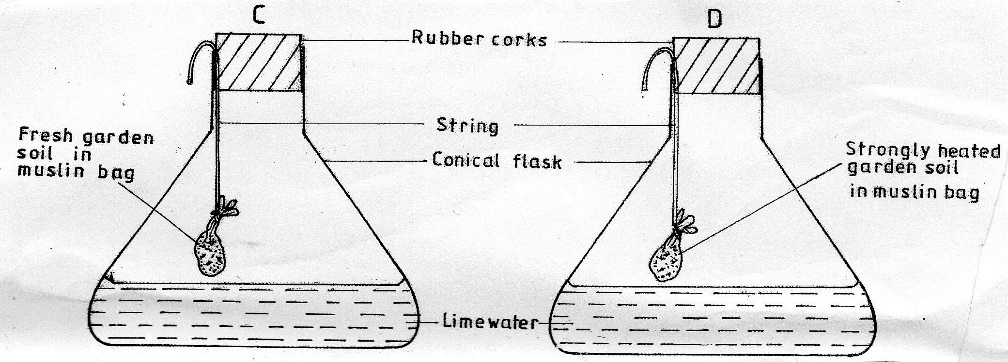 C
D
Rubber corks
String
Conical flask
Fresh garden
soil in
muslin bag
Strongly heated
garden soil
in muslin bag
Limewater